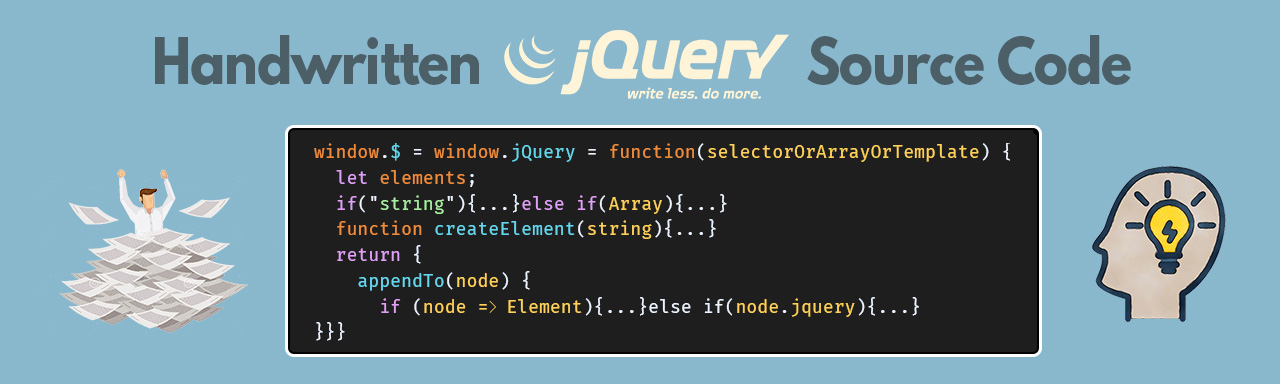 Handwritten jQuery Source Code
write less. do more.
window.$ = window.jQuery = function(selectorOrArrayOrTemplate) {
  let elements;
  if("string"){...}else if(Array){...}
  function createElement(string){...}
  return {
    appendTo(node) {
      if (node => Element){...}else if(node.jquery){...}
}}}